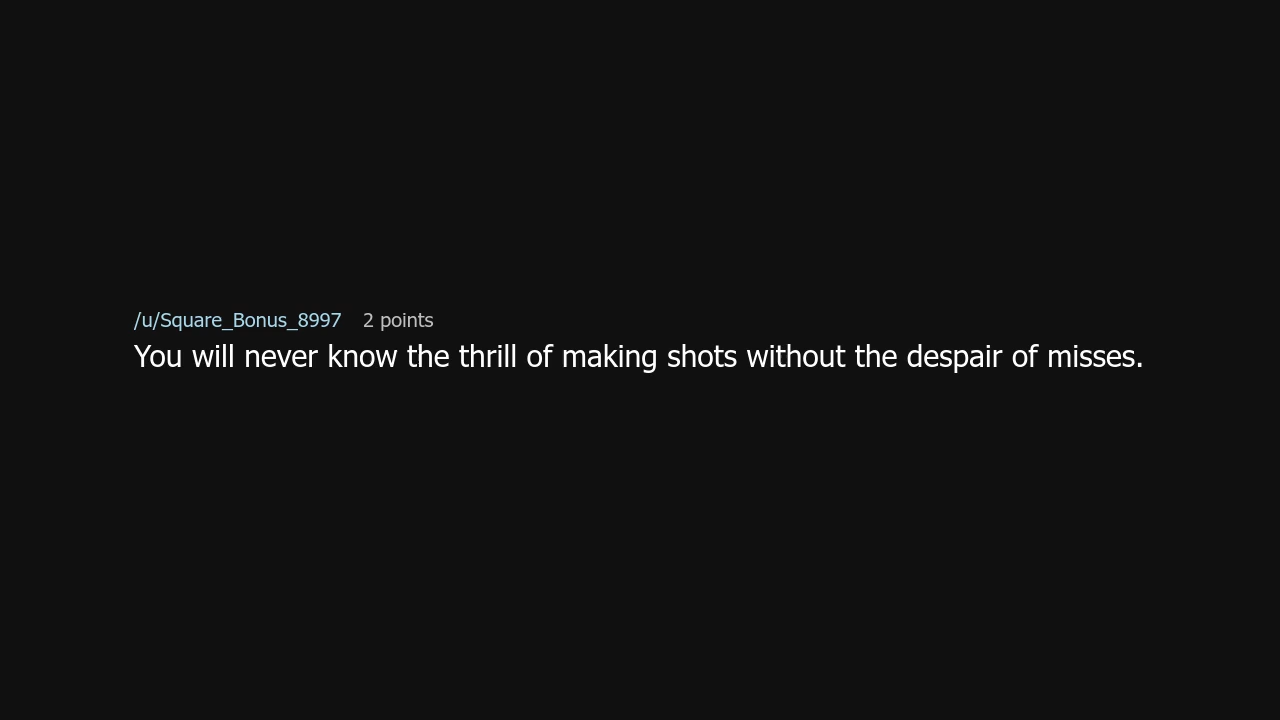 /u/Square_Bonus_8997 2 points
You will never know the thrill of making shots without the despair of misses.